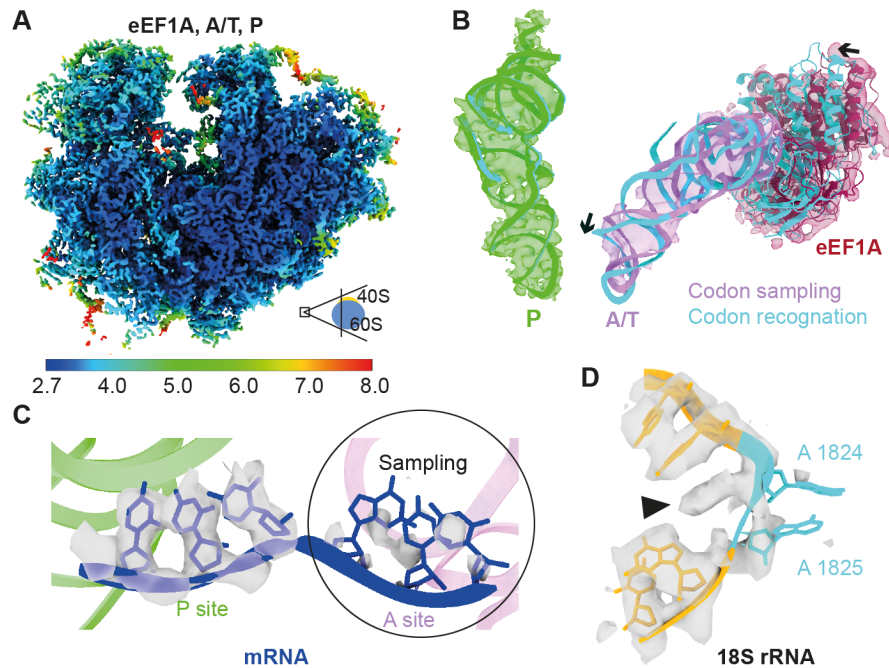 A
eEF1A, A/T, P
40S
60S
2.7 4.0 5.0 6.0 7.0 8.0
B
eEF1A
P
A/T
Codon sampling
Codon recognation
C
Sampling
P site
A site
mRNA
D
A 1824
A 1825
18S rRNA